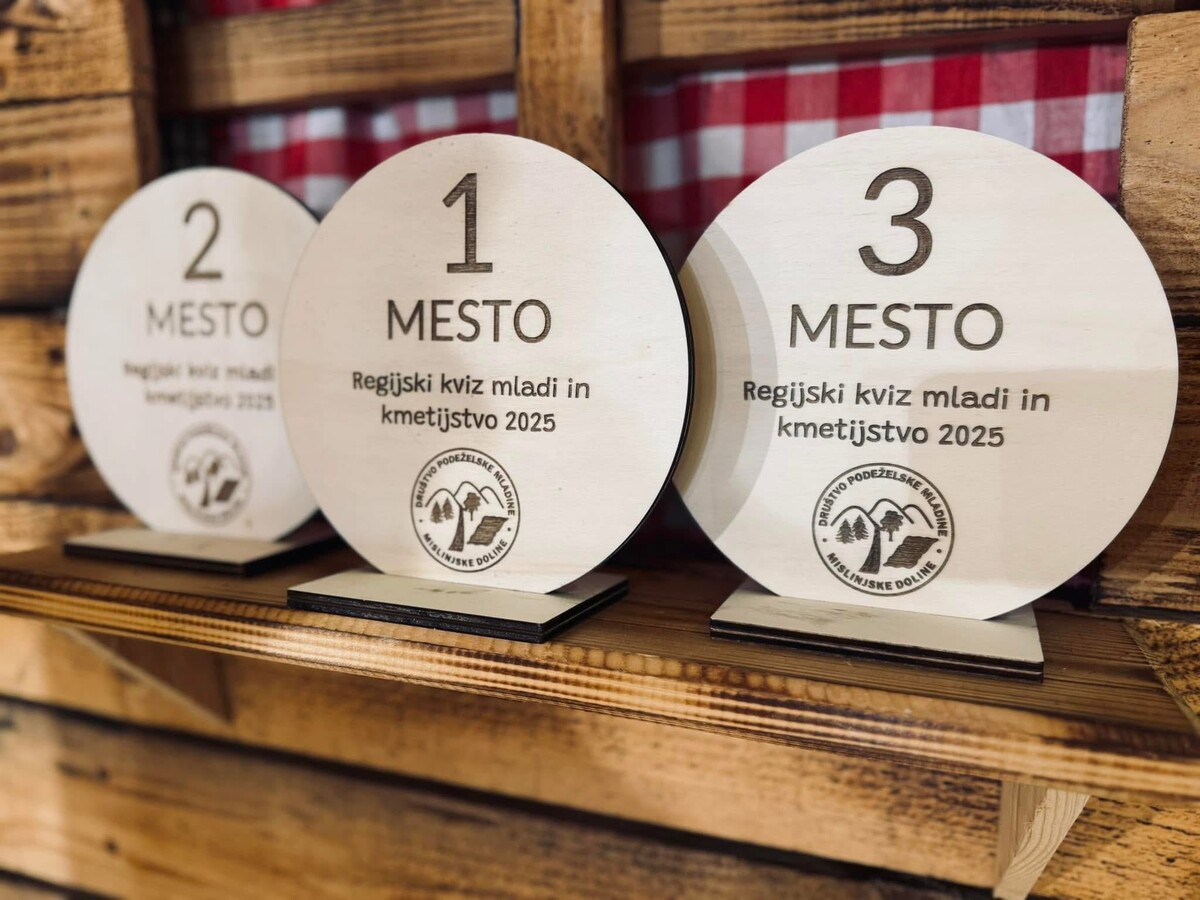 2
MESTO
Regijski kviz mladi
kmetijstvo 2025
1
MESTO
Regijski kviz mladi in
kmetijstvo 2025
DRUŠTVO PODEŽELSKE MLADINE
MISLINJSKE DOLINE
3
MESTO
Regijski kviz mladi in
kmetijstvo 2025
DRUŠTVO PODEŽELSKE MLADINE
MISLINJSKE DOLINE